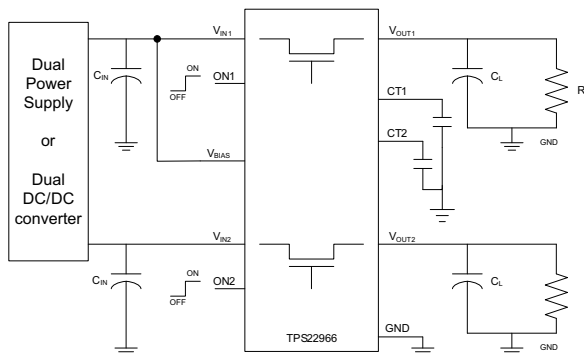 Dual
Power
Supply
or
Dual
DC/DC
converter
VIN1
CIN
ON
OFF
ON1
VBIAS
VIN2
CIN
ON
OFF
ON2
TPS22966
VOUT1
CL
R
GND
CT1
CT2
VOUT2
CL
GND
GND